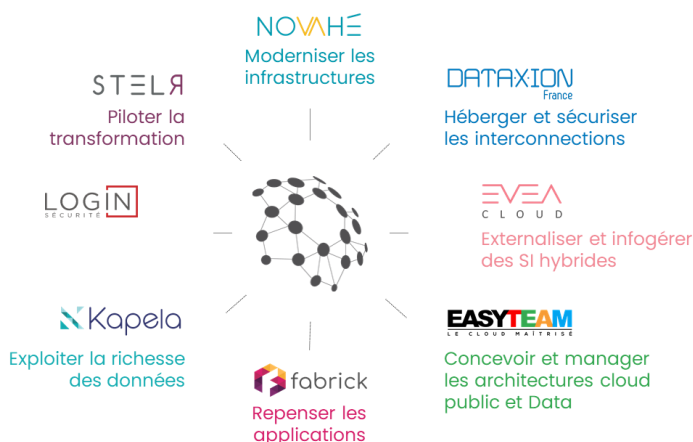 NOVAHÉ
Moderniser les
infrastructures
STELR
Piloter la
transformation
DATAXION
France
Héberger et sécuriser
les interconnections
LOGIN
SÉCURITÉ
EVEA
CLOUD
Externaliser et infogérer
des SI hybrides
Kapela
Exploiter la richesse
des données
EASYTEAM
LE CLOUD MAÎTRISÉ
Concevoir et manager
les architectures cloud
public et Data
fabrick
Repenser les
applications